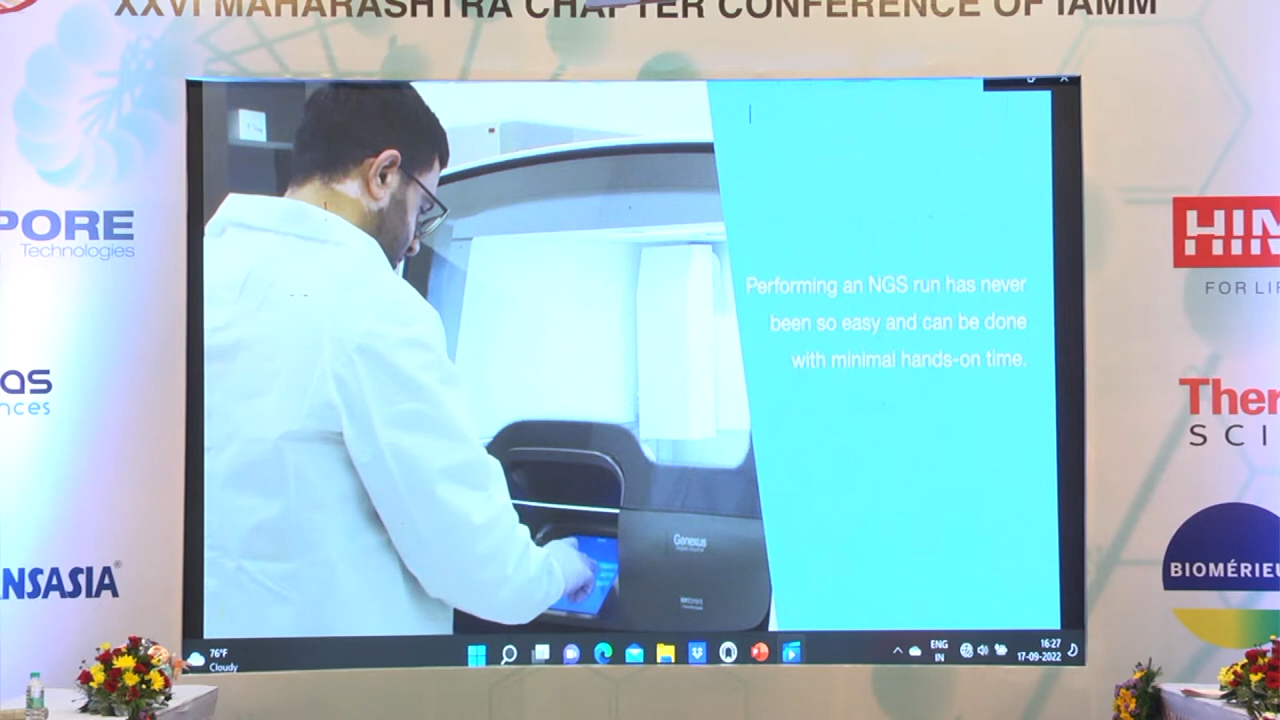 XXVI MAHARASHTRA CHAPTER CONFERENCE OF IAMM
PORE
Technologies
as
nces
NSASIA®
HIN
FOR LIF
Ther
SCI
BIOMÉRIEU
Performing an NGS run has never
been so easy and can be done
with minimal hands-on time.
Genexus
76°F
Cloudy
ENG
IN
16:27
17-09-2022